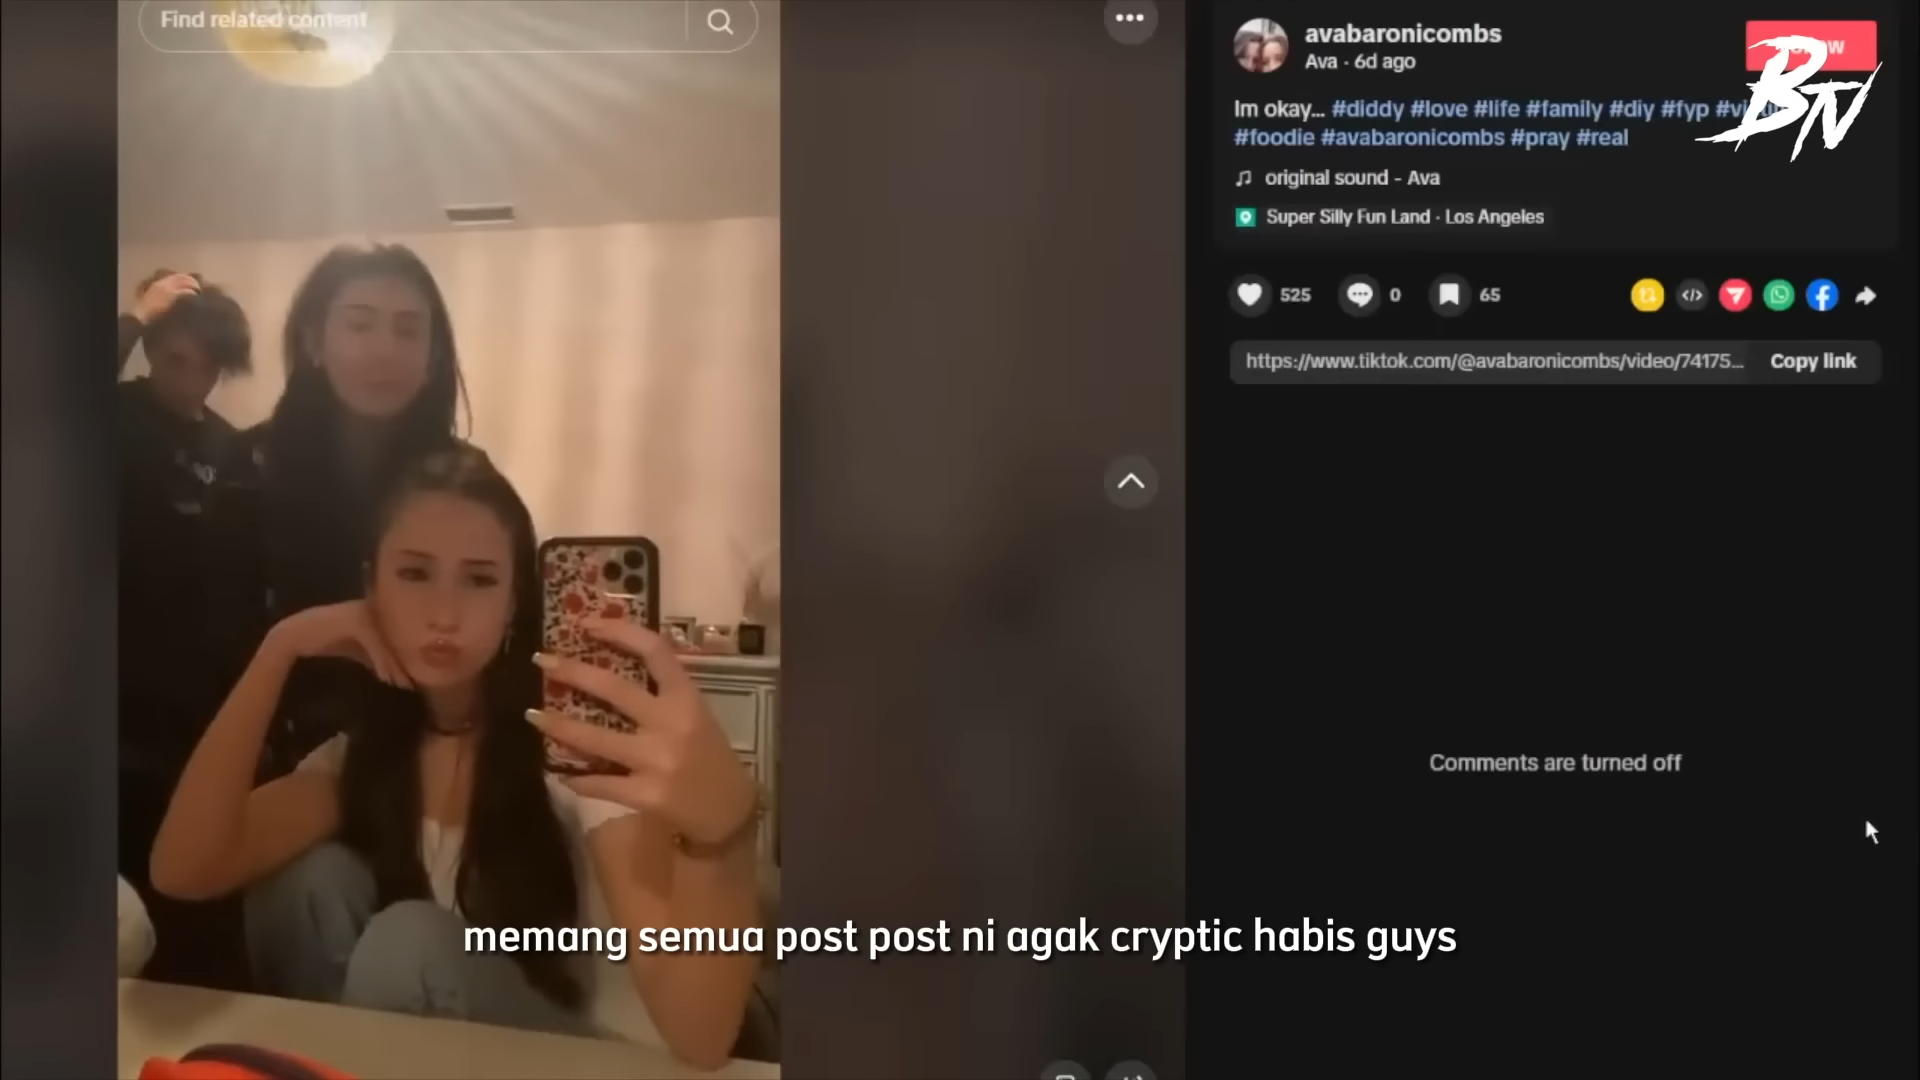 Find related content
avabaronicombs
Ava · 6d ago
BN
Im okay... #diddy #love #life #family #diy #fyp
#foodie #avabaronicombs #pray #real
original sound - Ava
Super Silly Fun Land · Los Angeles
525
0
65
https://www.tiktok.com/@avabaronicombs/video/74175...
Copy link
Comments are turned off
memang semua post post ni agak cryptic habis guys